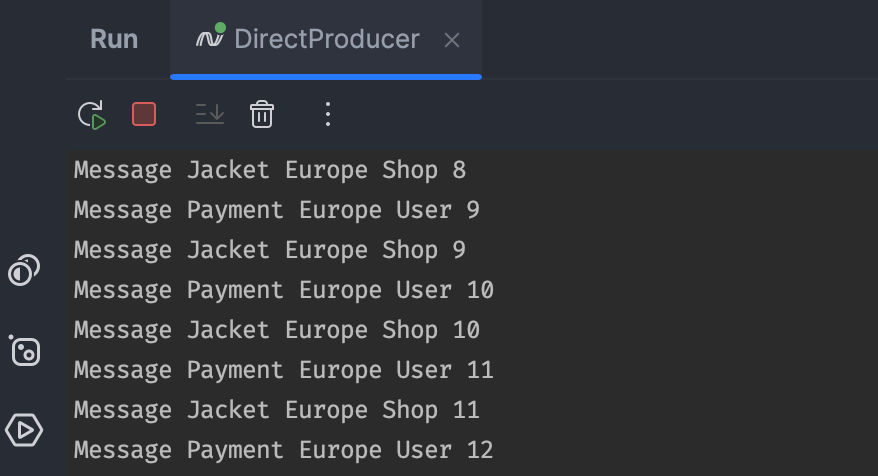 Run DirectProducer
Message Jacket Europe Shop 8
Message Payment Europe User 9
Message Jacket Europe Shop 9
Message Payment Europe User 10
Message Jacket Europe Shop 10
Message Payment Europe User 11
Message Jacket Europe Shop 11
Message Payment Europe User 12